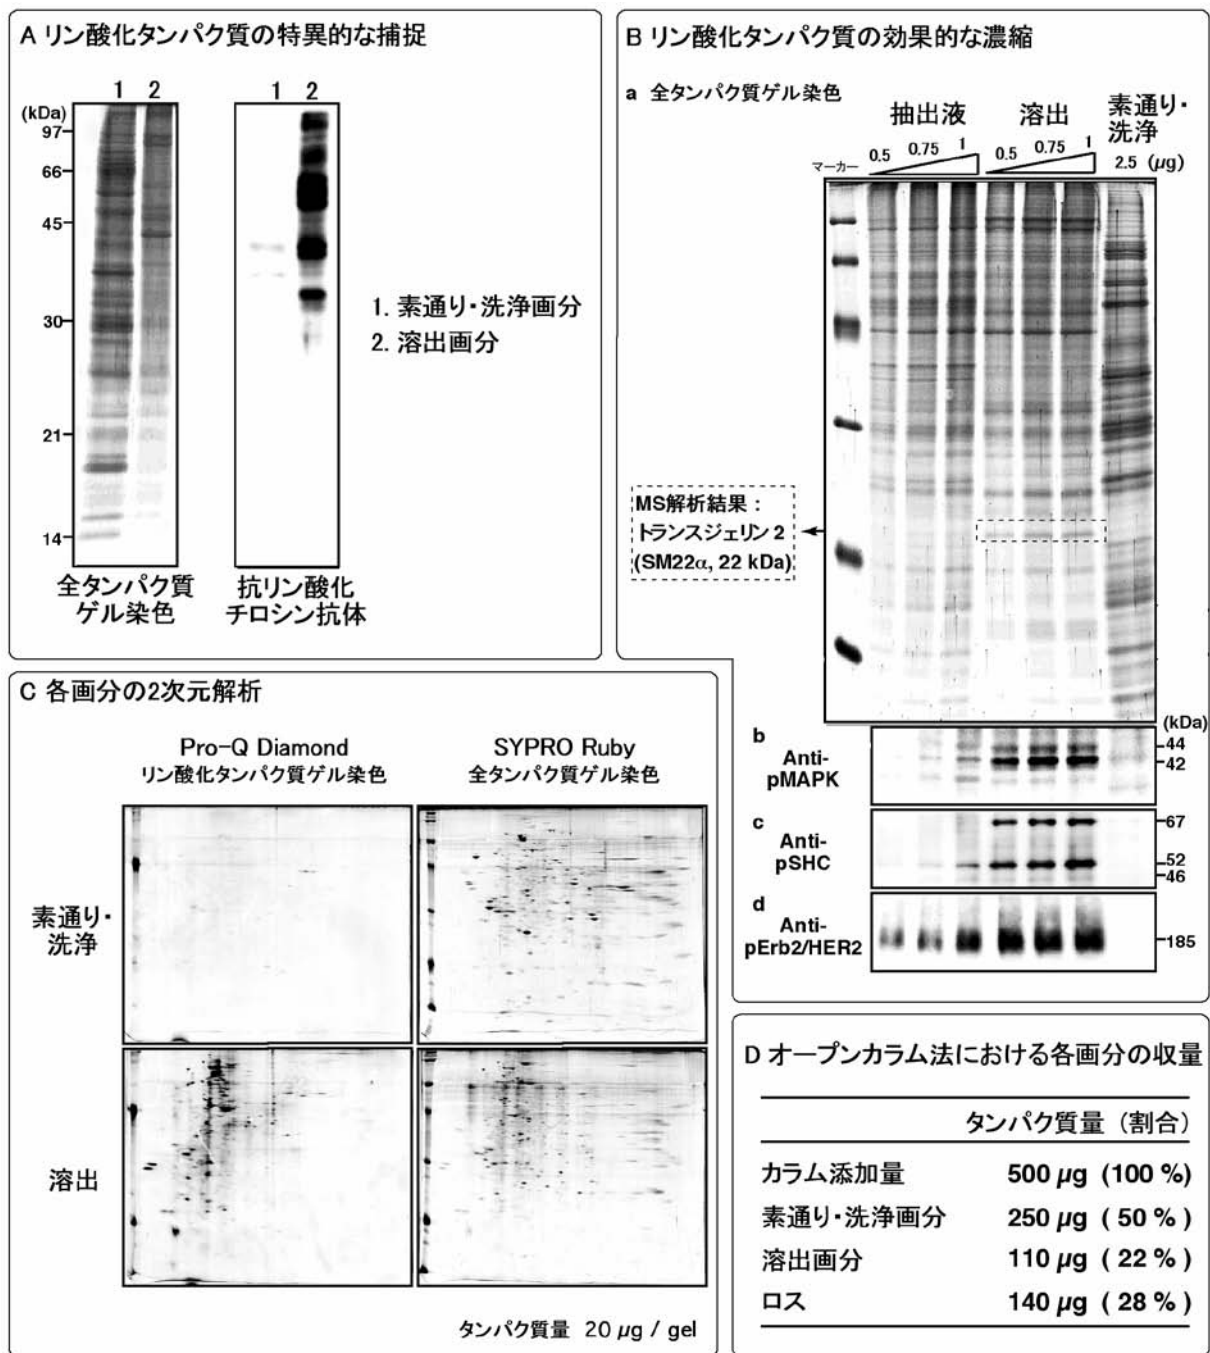 A リン酸化タンパク質の特異的な捕捉
1 2
1 2
(kDa)
97
66
45
30
21
14
全タンパク質
ゲル染色
抗リン酸化
チロシン抗体
1. 素通り・洗浄画分
2. 溶出画分
B リン酸化タンパク質の効果的な濃縮
a 全タンパク質ゲル染色
抽出液
溶出
素通り・
洗浄
マーカー
0.5 0.75 1
0.5 0.75 1
2.5 (µg)
MS解析結果：
トランスジェリン2
(SM22α, 22 kDa)
(kDa)
b
Anti-
pMAPK
44
42
c
Anti-
pSHC
67
52
46
d
Anti-
pErb2/HER2
185
C 各画分の2次元解析
Pro-Q Diamond
リン酸化タンパク質ゲル染色
SYPRO Ruby
全タンパク質ゲル染色
素通り・
洗浄
溶出
タンパク質量 20 µg / gel
D オープンカラム法における各画分の収量
タンパク質量 (割合)
カラム添加量 500 µg (100 %)
素通り・洗浄画分 250 µg ( 50 % )
溶出画分 110 µg ( 22 % )
ロス 140 µg ( 28 % )